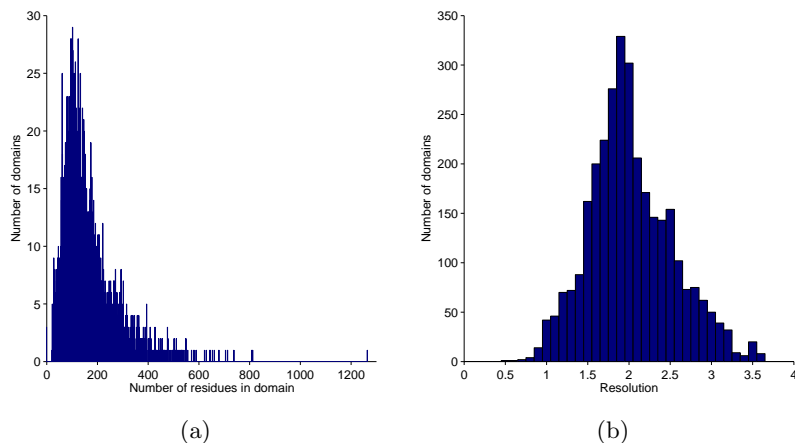 30
25
20
15
10
5
0
Number of domains
0 200 400 600 800 1000 1200
Number of residues in domain
(a)
350
300
250
200
150
100
50
0
Number of domains
0 0.5 1 1.5 2 2.5 3 3.5 4
Resolution
(b)